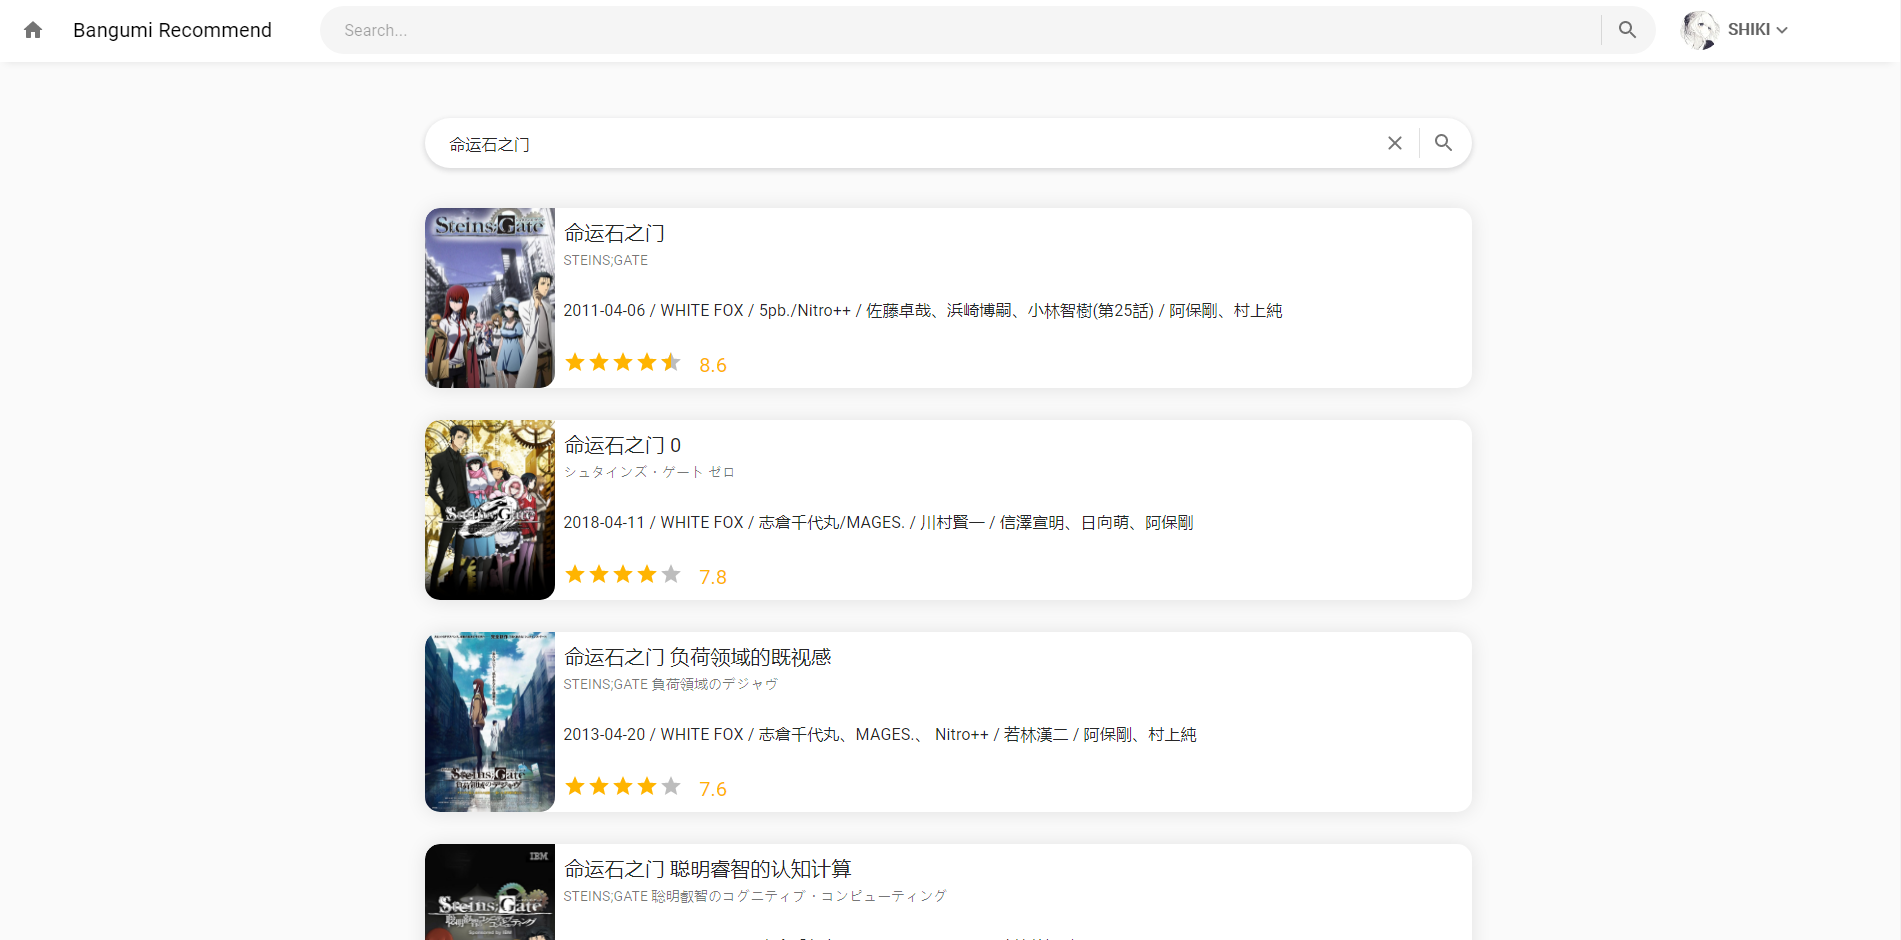 Bangumi Recommend
Search...
SHIKI
命运石之门
Steins;Gate
命运石之门
STEINS;GATE
2011-04-06 / WHITE FOX / 5pb./Nitro++ / 佐藤卓哉、浜崎博嗣、小林智樹(第25話) / 阿保剛、村上純
8.6
Steins;Gate
命运石之门 0
シュタインズ・ゲート ゼロ
2018-04-11 / WHITE FOX / 志倉千代丸/MAGES. / 川村賢一 / 信澤宣明、日向萌、阿保剛
7.8
Steins;Gate
負荷領域のデジャヴ
命运石之门 负荷领域的既视感
STEINS;GATE 負荷領域のデジャヴ
2013-04-20 / WHITE FOX / 志倉千代丸、MAGES.、 Nitro++ / 若林漢二 / 阿保剛、村上純
7.6
IBM
Steins;Gate
命运石之门 聪明睿智的认知计算
STEINS;GATE 聡明叡智のコグニティブ・コンピューティング